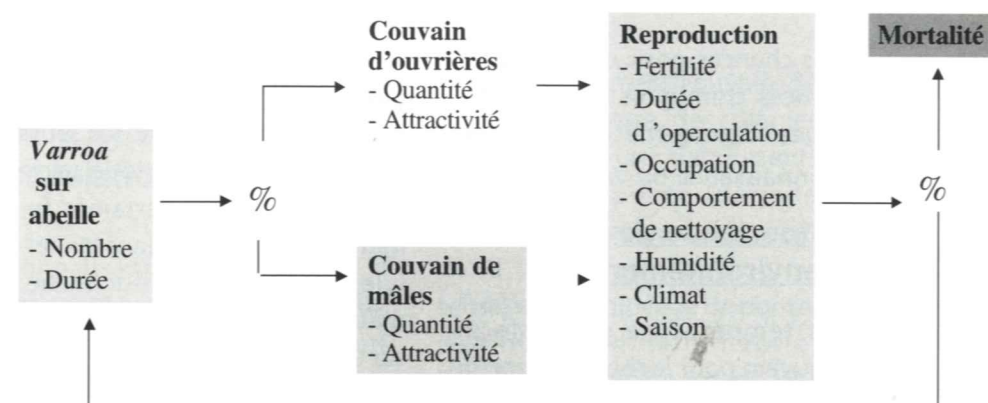 Varroa
sur
abeille
- Nombre
- Durée
%
Couvain
d'ouvrières
- Quantité
- Attractivité
Couvain de
mâles
- Quantité
- Attractivité
Reproduction
- Fertilité
- Durée
d 'operculation
- Occupation
- Comportement
de nettoyage
- Humidité
- Climat
- Saison
%
Mortalité